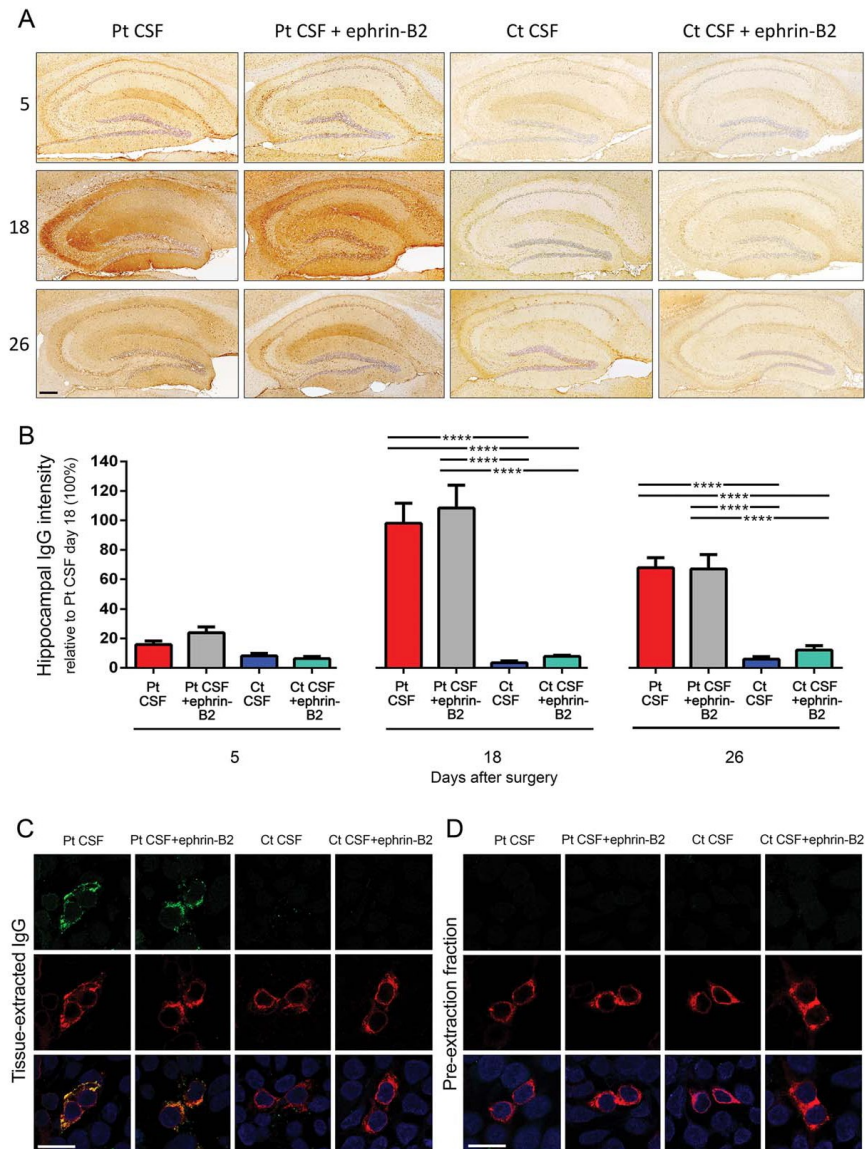 A
Pt CSF Pt CSF + ephrin-B2 Ct CSF Ct CSF + ephrin-B2
5
18
26
B
Hippocampal IgG intensity
relative to Pt CSF day 18 (100%)
140
120
100
80
60
40
20
0
****
****
****
****
****
****
****
****
Pt CSF
Pt CSF +ephrin-B2
Ct CSF
Ct CSF +ephrin-B2
Pt CSF
Pt CSF +ephrin-B2
Ct CSF
Ct CSF +ephrin-B2
Pt CSF
Pt CSF +ephrin-B2
Ct CSF
Ct CSF +ephrin-B2
5 18 26
Days after surgery
C
Pt CSF Pt CSF+ephrin-B2 Ct CSF Ct CSF+ephrin-B2
Tissue-extracted IgG
D
Pt CSF Pt CSF+ephrin-B2 Ct CSF Ct CSF+ephrin-B2
Pre-extraction fraction